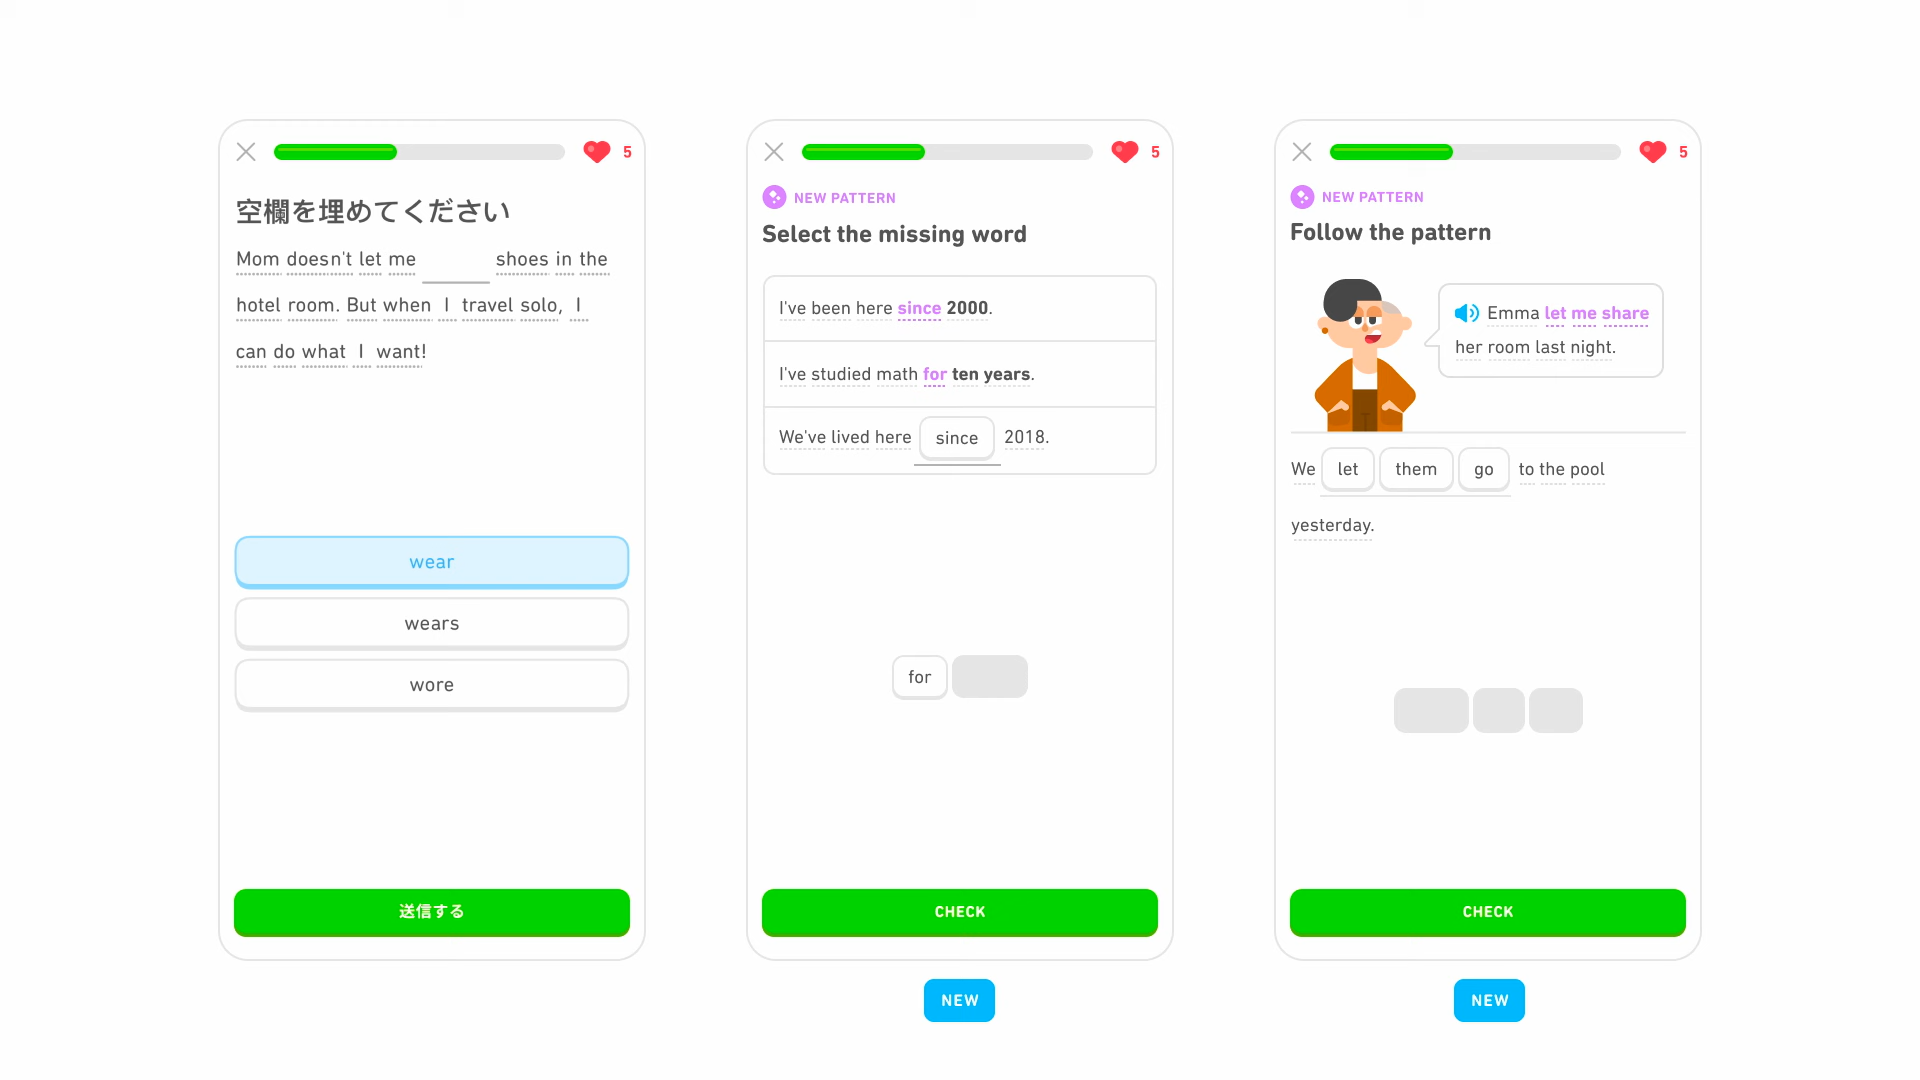 5
空欄を埋めてください
Mom doesn't let me ______ shoes in the
hotel room. But when I travel solo, I
can do what I want!
wear
wears
wore
送信する
5
NEW PATTERN
Select the missing word
I've been here since 2000.
I've studied math for ten years.
We've lived here since 2018.
for
CHECK
NEW
5
NEW PATTERN
Follow the pattern
Emma let me share
her room last night.
We let them go to the pool
yesterday.
CHECK
NEW